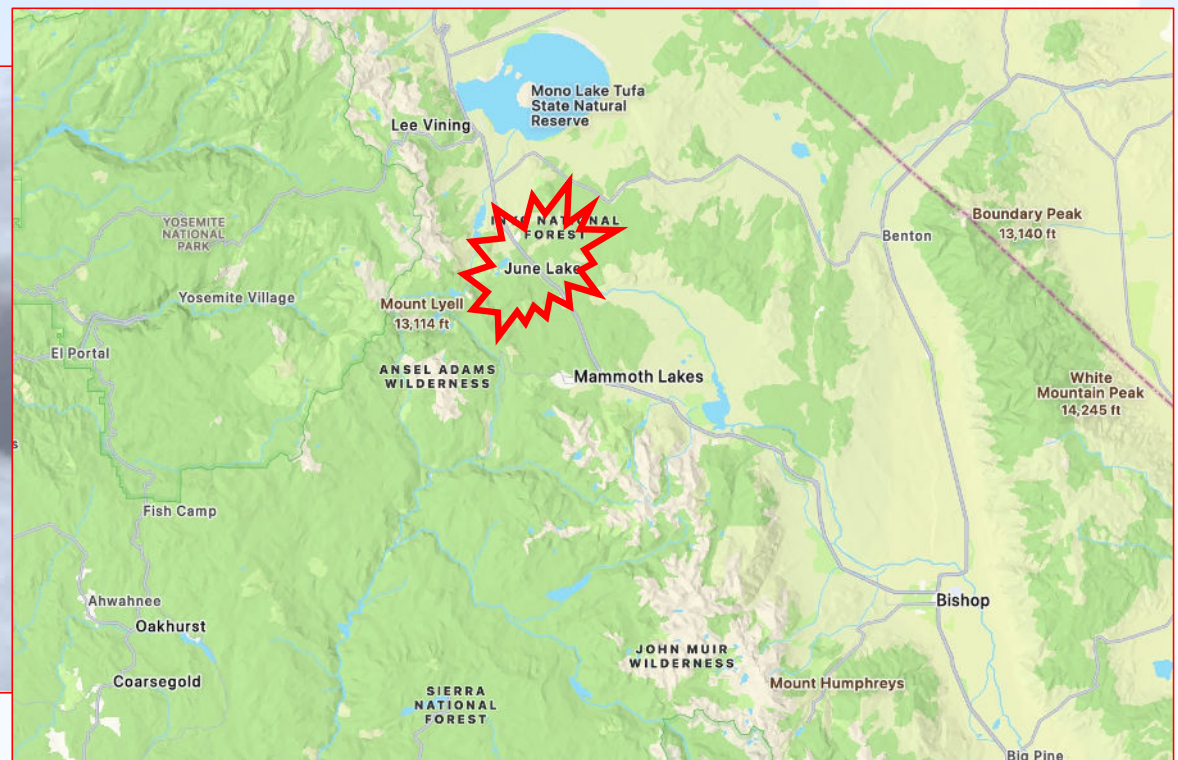 Mono Lake Tufa
State Natural
Reserve
Lee Vining
YOSEMITE
NATIONAL
PARK
NATIONAL
FOREST
Boundary Peak
13,140 ft
Benton
June Lake
Yosemite Village
Mount Lyell
13,114 ft
El Portal
ANSEL ADAMS
WILDERNESS
Mammoth Lakes
White
Mountain Peak
14,245 ft
s
Fish Camp
Ahwahnee
Bishop
Oakhurst
JOHN MUIR
WILDERNESS
Coarsegold
SIERRA
NATIONAL
FOREST
Mount Humphreys
Big Pine